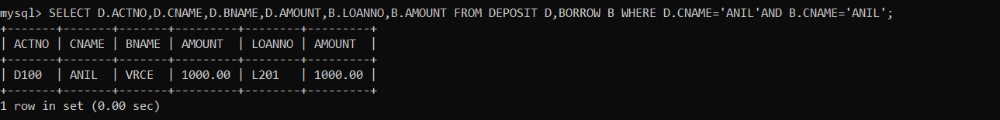 mysql> SELECT D.ACTNO,D.CNAME,D.BNAME,D.AMOUNT,B.LOANNO,B.AMOUNT FROM DEPOSIT D,BORROW B WHERE D.CNAME='ANIL'AND B.CNAME='ANIL';
+-------+-------+-------+---------+--------+---------+
| ACTNO | CNAME | BNAME | AMOUNT  | LOANNO | AMOUNT  |
+-------+-------+-------+---------+--------+---------+
| D100  | ANIL  | VRCE  | 1000.00 | L201   | 1000.00 |
+-------+-------+-------+---------+--------+---------+
1 row in set (0.00 sec)